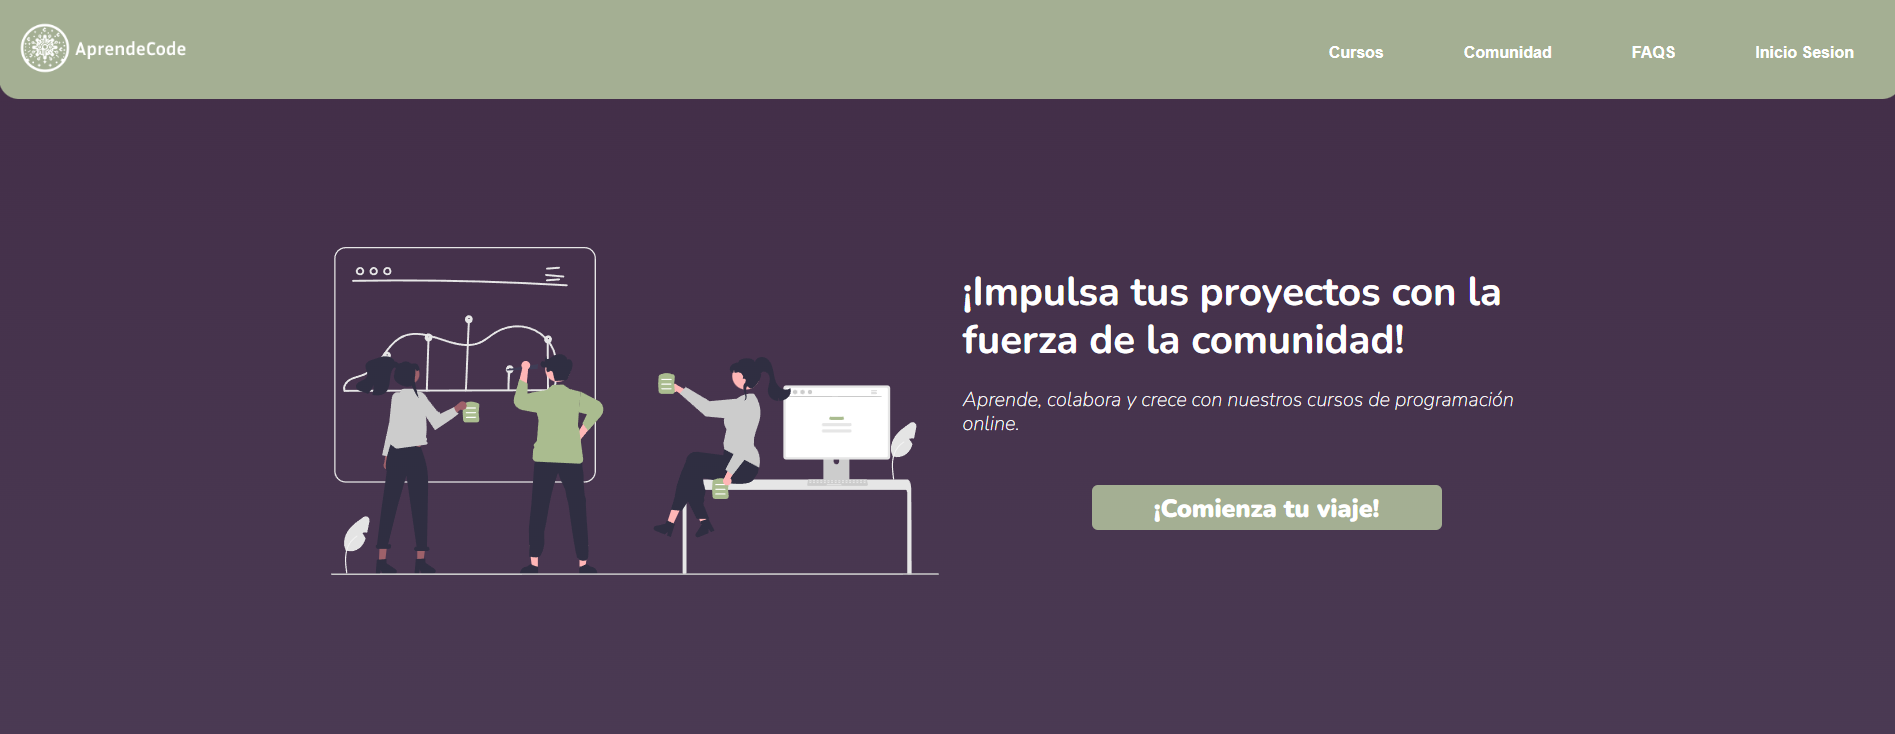 AprendeCode
Cursos
Comunidad
FAQS
Inicio Sesion
¡Impulsa tus proyectos con la
fuerza de la comunidad!
Aprende, colabora y crece con nuestros cursos de programación
online.
¡Comienza tu viaje!